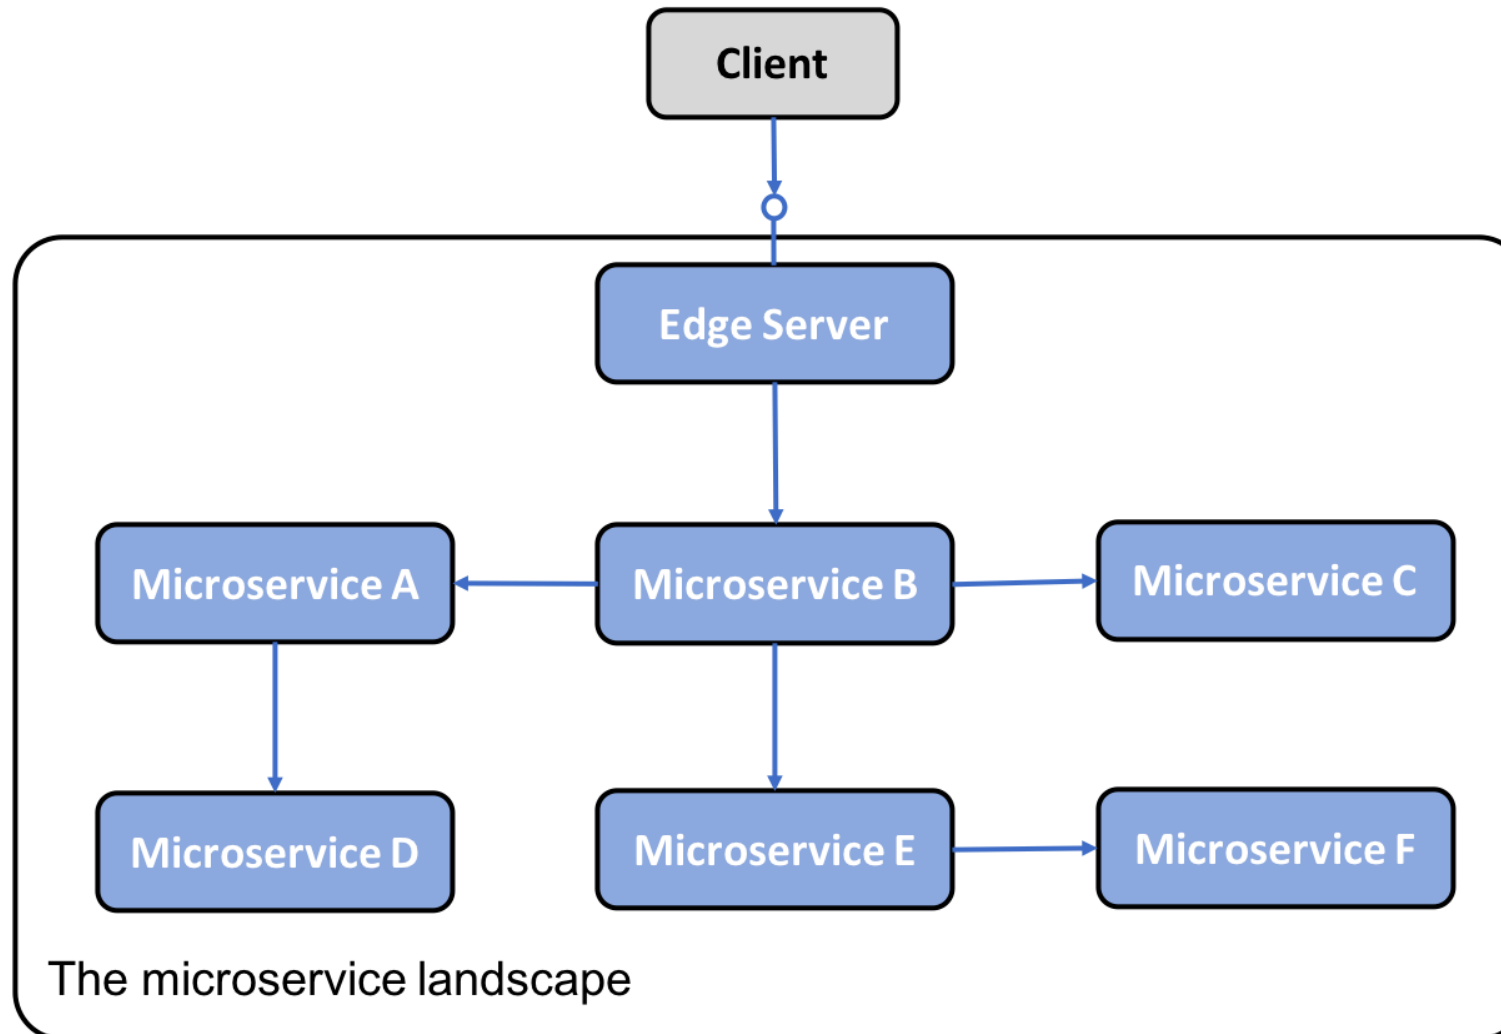 Client
Edge Server
Microservice A
Microservice B
Microservice C
Microservice D
Microservice E
Microservice F
The microservice landscape